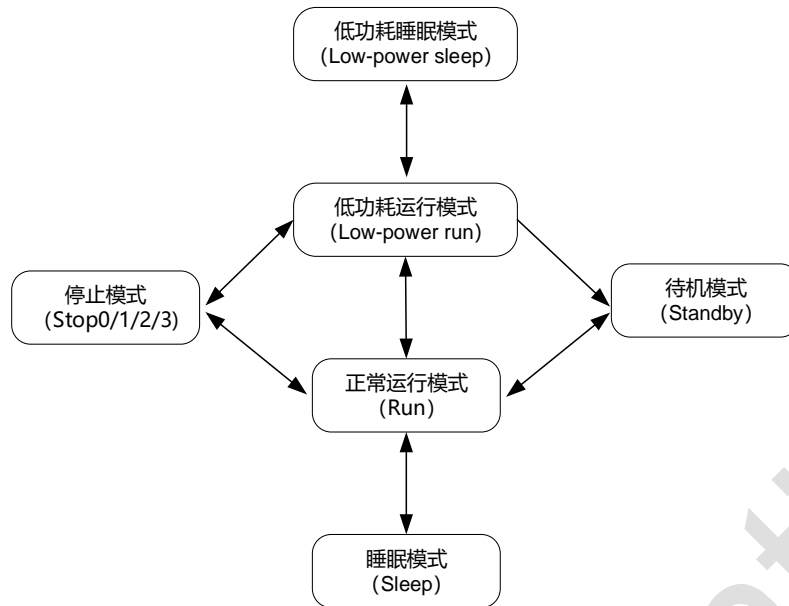 低功耗睡眠模式
(Low-power sleep)
低功耗运行模式
(Low-power run)
停止模式
(Stop0/1/2/3)
待机模式
(Standby)
正常运行模式
(Run)
睡眠模式
(Sleep)